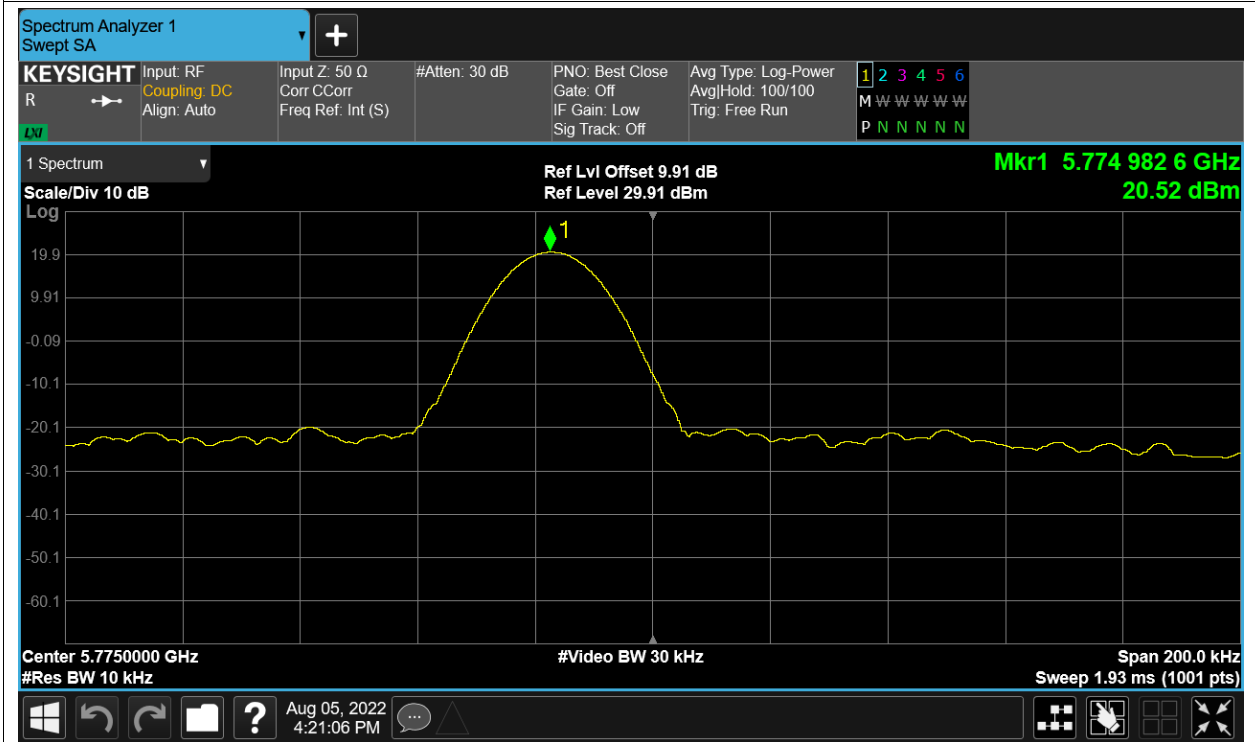 Spectrum Analyzer 1
Swept SA
+
KEYSIGHT
R
LXI
Input: RF
Coupling: DC
Align: Auto
Input Z: 50 Ω
Corr CCorr
Freq Ref: Int (S)
#Atten: 30 dB
PNO: Best Close
Gate: Off
IF Gain: Low
Sig Track: Off
Avg Type: Log-Power
Avg|Hold: 100/100
Trig: Free Run
1 2 3 4 5 6
M W W W W W
P N N N N N
1 Spectrum
Scale/Div 10 dB
Log
Ref Lvl Offset 9.91 dB
Ref Level 29.91 dBm
Mkr1 5.774 982 6 GHz
20.52 dBm
1
19.9
9.91
-0.09
-10.1
-20.1
-30.1
-40.1
-50.1
-60.1
Center 5.7750000 GHz
#Res BW 10 kHz
#Video BW 30 kHz
Span 200.0 kHz
Sweep 1.93 ms (1001 pts)
?
Aug 05, 2022
4:21:06 PM